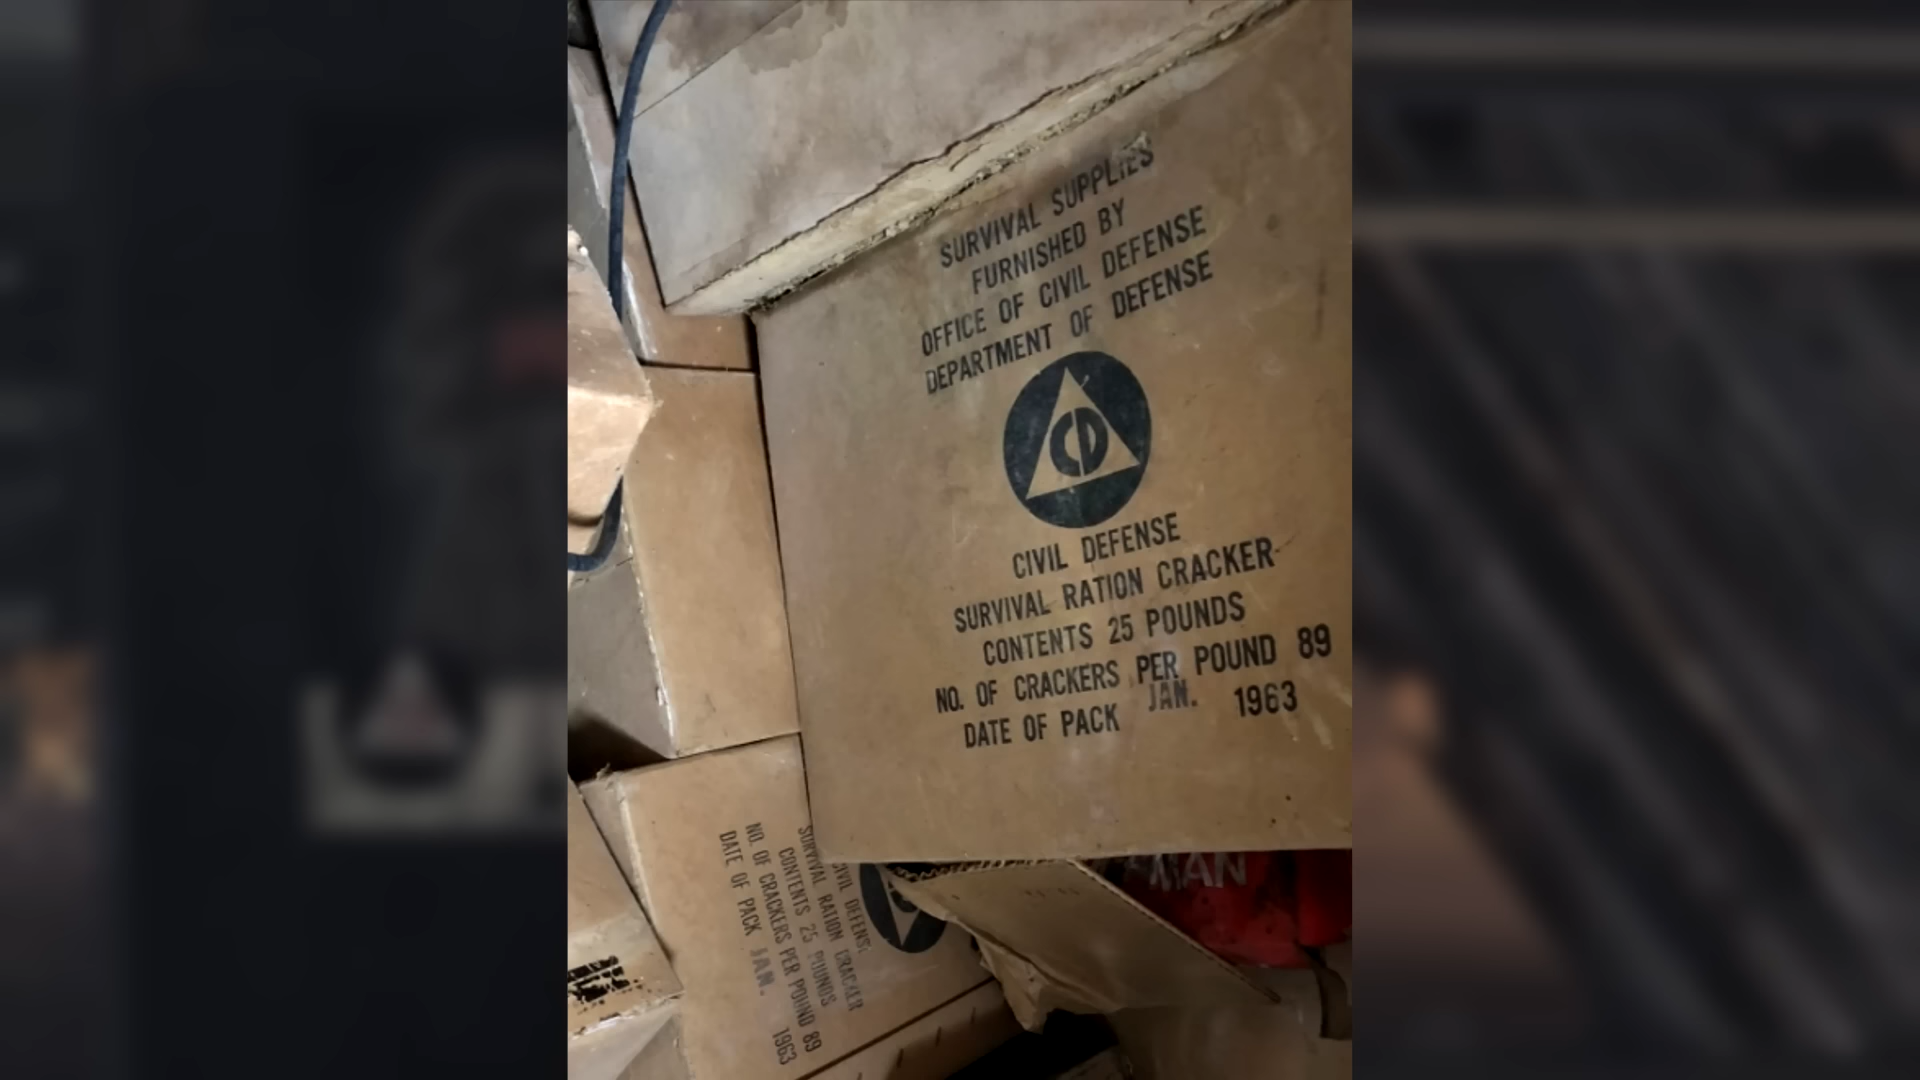 SURVIVAL SUPPLIES
FURNISHED BY
OFFICE OF CIVIL DEFENSE
DEPARTMENT OF DEFENSE
CD
CIVIL DEFENSE
SURVIVAL RATION CRACKER
CONTENTS 25 POUNDS
NO. OF CRACKERS PER POUND 89
DATE OF PACK JAN. 1963
CIVIL DEFENSE
SURVIVAL RATION CRACKER
CONTENTS 25 POUNDS
NO. OF CRACKERS PER POUND 89
DATE OF PACK JAN. 1963